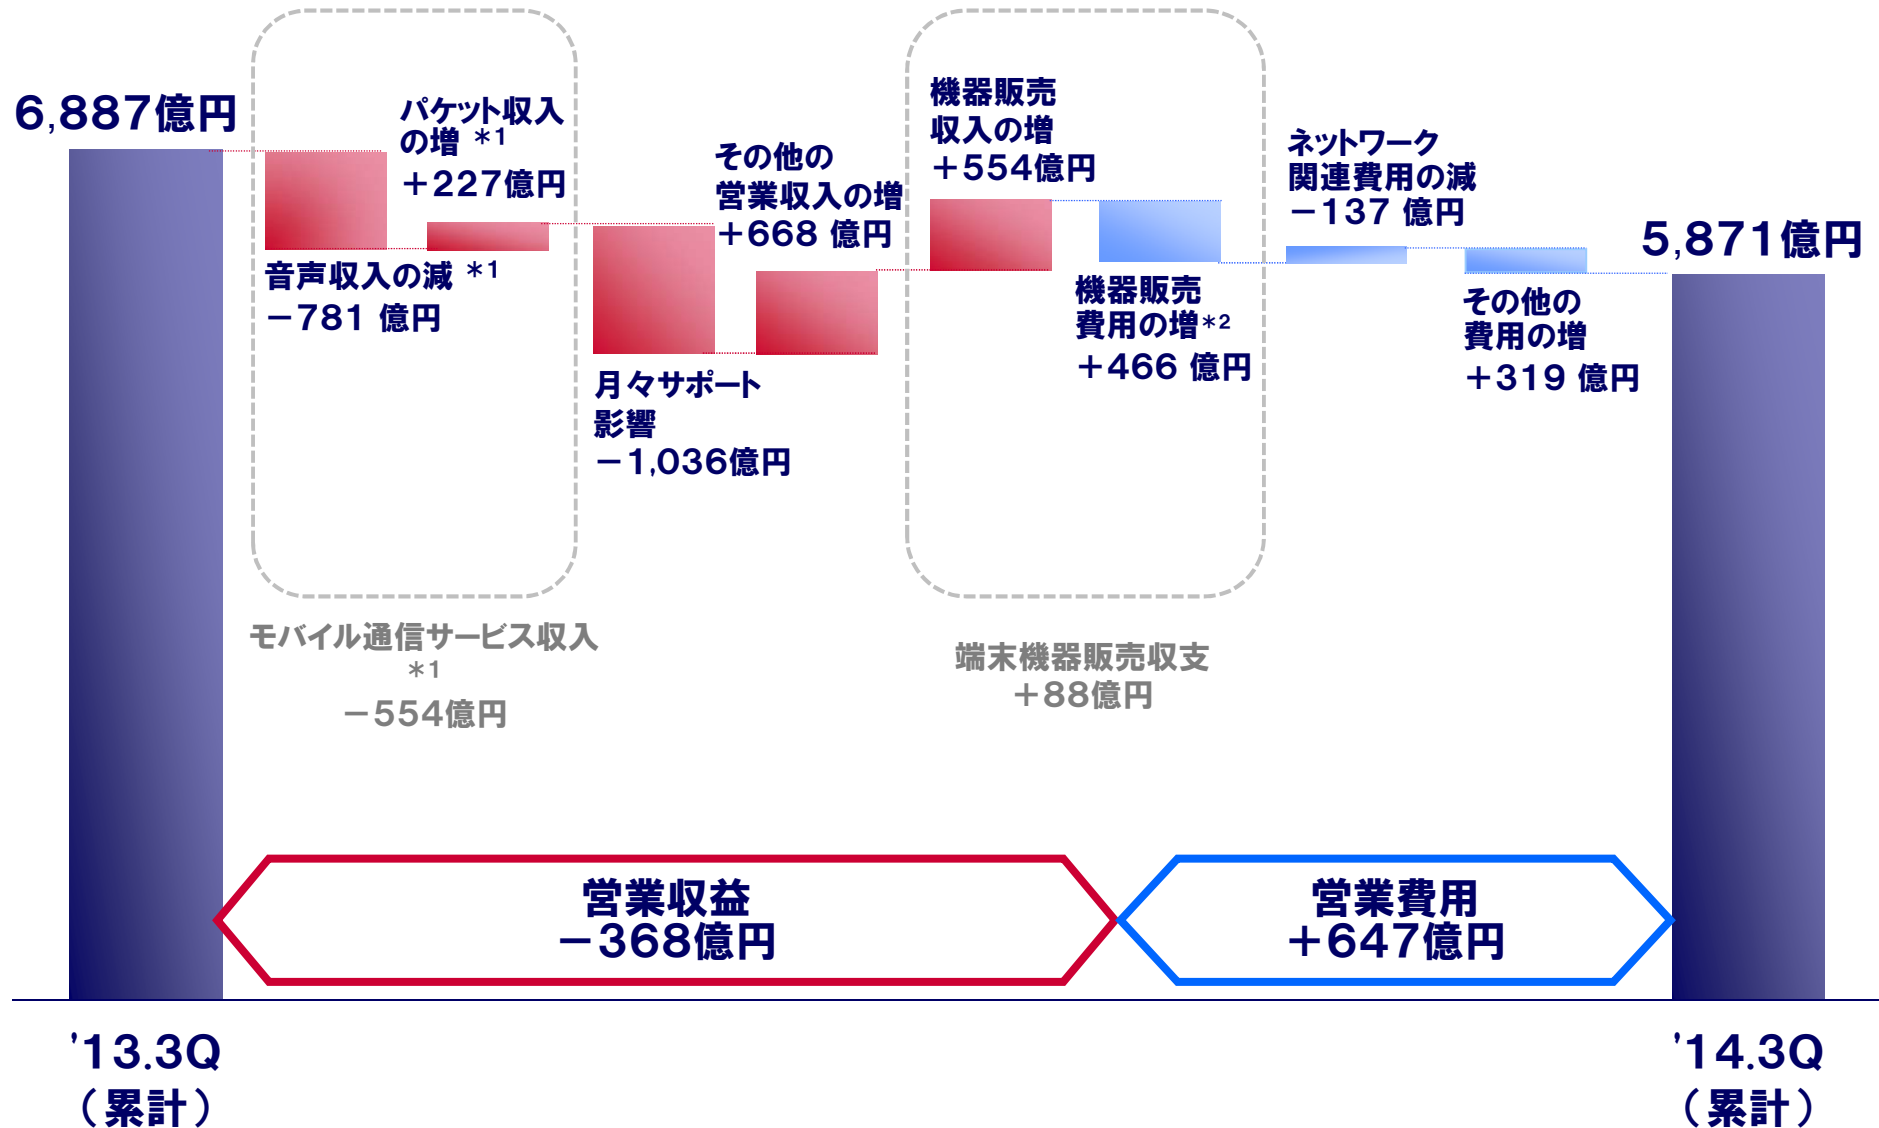 6,887億円
パケット収入
の増 *1
+227億円
音声収入の減 *1
-781 億円
その他の
営業収入の増
+668 億円
月々サポート
影響
-1,036億円
機器販売
収入の増
+554億円
機器販売
費用の増*2
+466 億円
ネットワーク
関連費用の減
-137 億円
その他の
費用の増
+319 億円
5,871億円
モバイル通信サービス収入
*1
-554億円
端末機器販売収支
+88億円
営業収益
-368億円
営業費用
+647億円
'13.3Q
(累計)
'14.3Q
(累計)